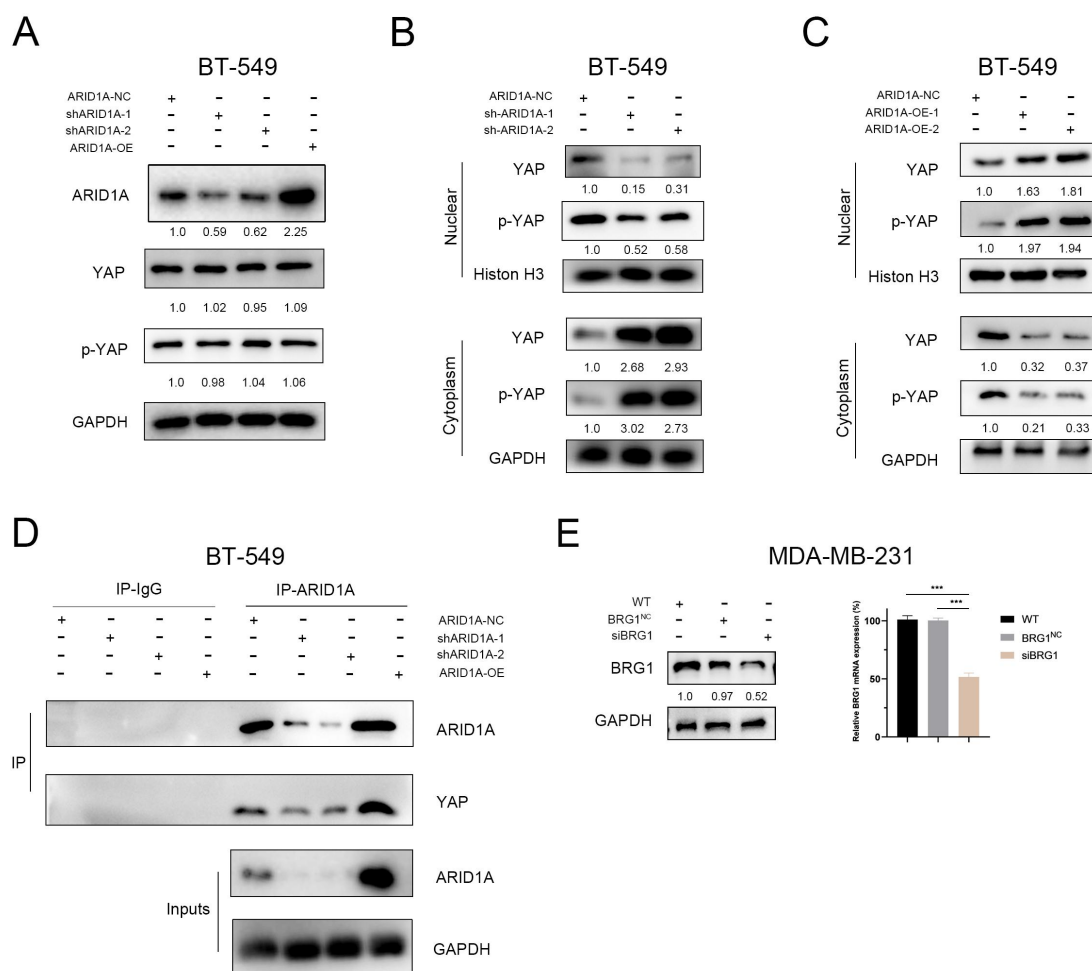 A
BT-549
ARID1A-NC + - - -
shARID1A-1 - + - -
shARID1A-2 - - + -
ARID1A-OE - - - +
ARID1A
1.0 0.59 0.62 2.25
YAP
1.0 1.02 0.95 1.09
p-YAP
1.0 0.98 1.04 1.06
GAPDH
B
BT-549
ARID1A-NC + - -
sh-ARID1A-1 - + -
sh-ARID1A-2 - - +
Nuclear
YAP
1.0 0.15 0.31
p-YAP
1.0 0.52 0.58
Histon H3
Cytoplasm
YAP
1.0 2.68 2.93
p-YAP
1.0 3.02 2.73
GAPDH
C
BT-549
ARID1A-NC + - -
ARID1A-OE-1 - + -
ARID1A-OE-2 - - +
Nuclear
YAP
1.0 1.63 1.81
p-YAP
1.0 1.97 1.94
Histon H3
Cytoplasm
YAP
1.0 0.32 0.37
p-YAP
1.0 0.21 0.33
GAPDH
D
BT-549
IP-IgG IP-ARID1A
+ - - - + - - - ARID1A-NC
- + - - - + - - shARID1A-1
- - + - - - + - shARID1A-2
- - - + - - - + ARID1A-OE
IP
ARID1A
YAP
Inputs
ARID1A
GAPDH
E
MDA-MB-231
WT + - -
BRG1NC - + -
siBRG1 - - +
BRG1
1.0 0.97 0.52
GAPDH
Relative BRG1 mRNA expression (%)
100
50
0
***
***
WT
BRG1NC
siBRG1